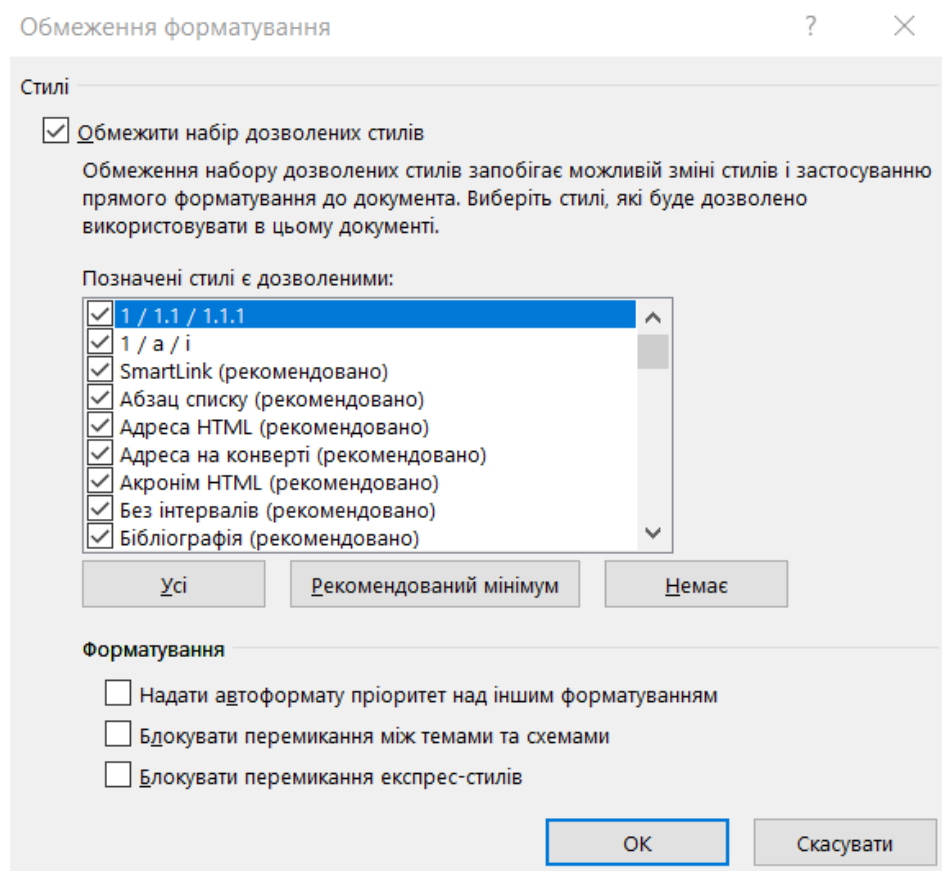 Обмеження форматування
Стилі
Обмежити набір дозволених стилів
Обмеження набору дозволених стилів запобігає можливій зміні стилів і застосуванню
прямого форматування до документа. Виберіть стилі, які буде дозволено
використовувати в цьому документі.
Позначені стилі є дозволеними:
1 / 1.1 / 1.1.1
1 / a / i
SmartLink (рекомендовано)
Абзац списку (рекомендовано)
Адреса HTML (рекомендовано)
Адреса на конверті (рекомендовано)
Акронім HTML (рекомендовано)
Без інтервалів (рекомендовано)
Бібліографія (рекомендовано)
Усі Рекомендований мінімум Немає
Форматування
Надати автоформату пріоритет над іншим форматуванням
Блокувати перемикання між темами та схемами
Блокувати перемикання експрес-стилів
ОК Скасувати